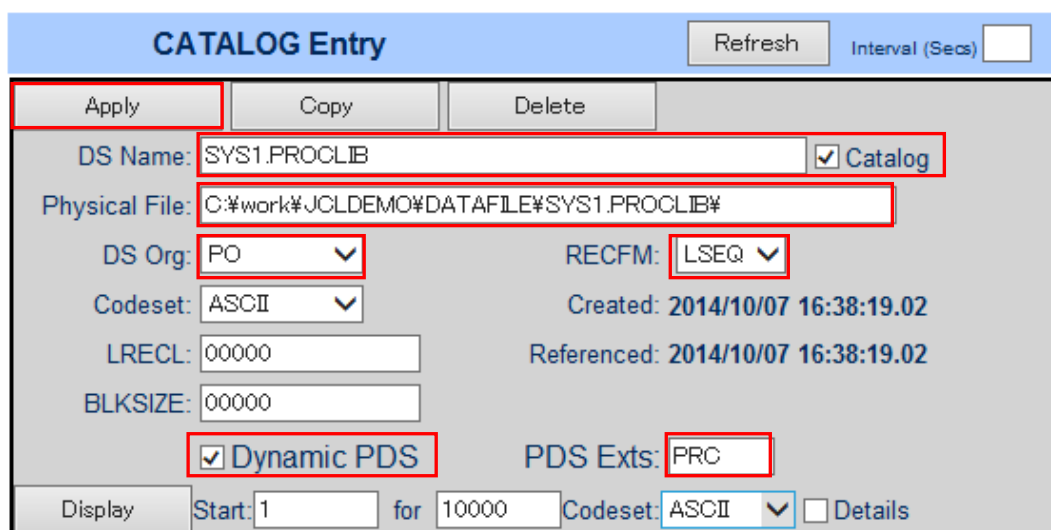 CATALOG Entry Refresh Interval (Secs)
Apply Copy Delete
DS Name: SYS1.PROCLIB Catalog
Physical File: C:¥work¥JCLDEMO¥DATAFILE¥SYS1.PROCLIB¥
DS Org: PO RECFM: LSEQ
Codeset: ASCII Created: 2014/10/07 16:38:19.02
LRECL: 00000 Referenced: 2014/10/07 16:38:19.02
BLKSIZE: 00000
Dynamic PDS PDS Exts: PRC
Display Start: 1 for 10000 Codeset: ASCII Details